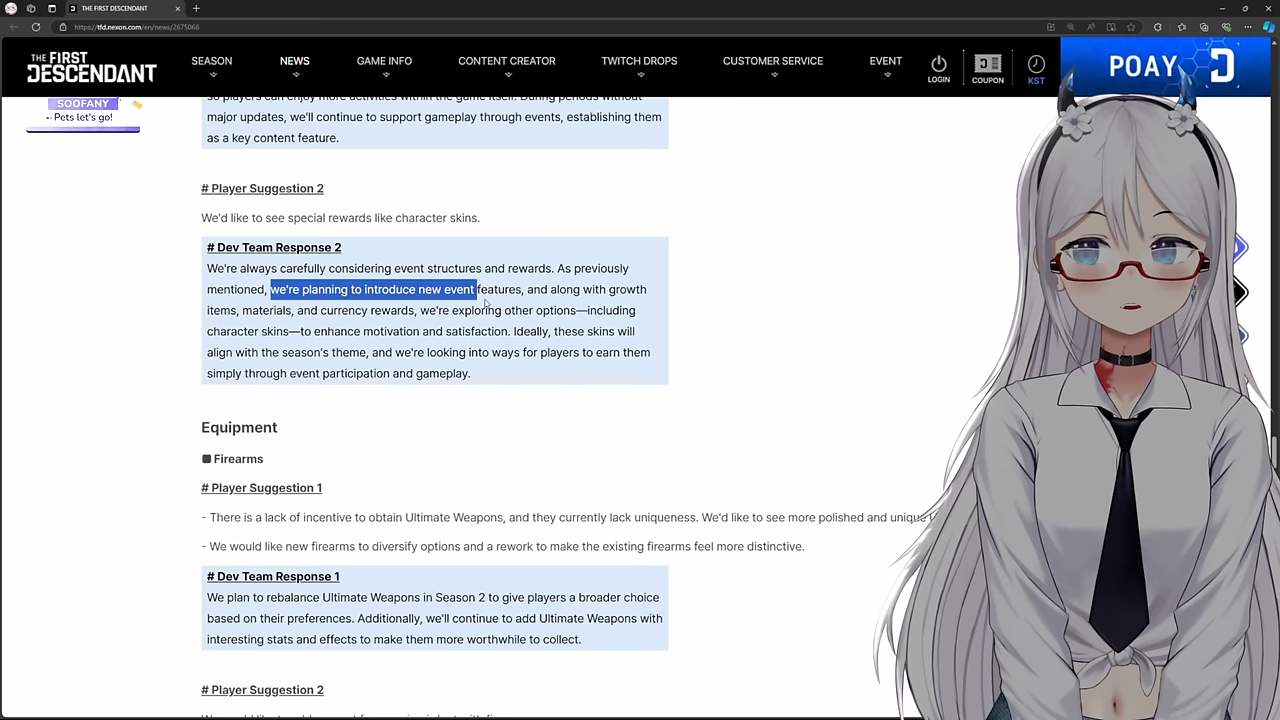 THE FIRST DESCENDANT
https://tfd.nexon.com/en/news/2675068
THE FIRST
DESCENDANT
SEASON
NEWS
GAME INFO
CONTENT CREATOR
TWITCH DROPS
CUSTOMER SERVICE
EVENT
LOGIN
COUPON
KST
POAY
SOOFANY
Pets let's go!
major updates, we'll continue to support gameplay through events, establishing them
as a key content feature.
# Player Suggestion 2
We'd like to see special rewards like character skins.
# Dev Team Response 2
We're always carefully considering event structures and rewards. As previously
mentioned, we're planning to introduce new event features, and along with growth
items, materials, and currency rewards, we're exploring other options—including
character skins—to enhance motivation and satisfaction. Ideally, these skins will
align with the season's theme, and we're looking into ways for players to earn them
simply through event participation and gameplay.
Equipment
Firearms
# Player Suggestion 1
- There is a lack of incentive to obtain Ultimate Weapons, and they currently lack uniqueness. We'd like to see more polished and unique
- We would like new firearms to diversify options and a rework to make the existing firearms feel more distinctive.
# Dev Team Response 1
We plan to rebalance Ultimate Weapons in Season 2 to give players a broader choice
based on their preferences. Additionally, we'll continue to add Ultimate Weapons with
interesting stats and effects to make them more worthwhile to collect.
# Player Suggestion 2